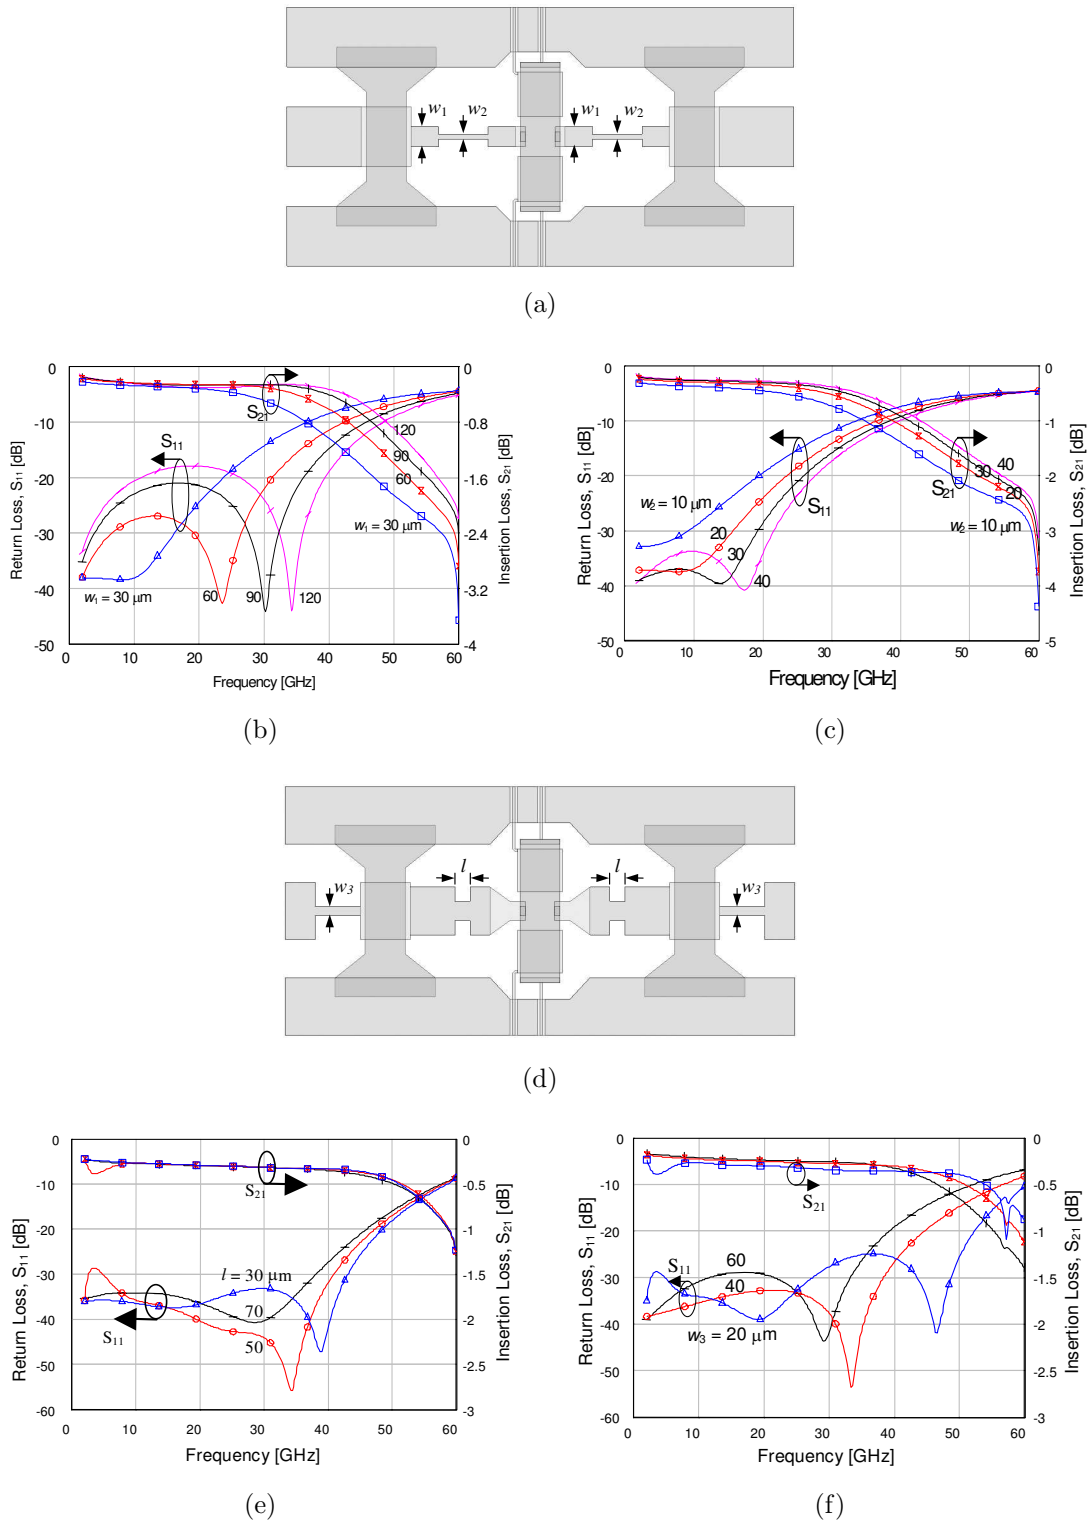 w1 w2 w1 w2
(a)
0
-10
-20
-30
-40
-50
Return Loss, S11 [dB]
0
-0.8
-1.6
-2.4
-3.2
-4
Insertion Loss, S21 [dB]
S21
S11
120
90
60
w1 = 30 μm
w1 = 30 μm
60
90
120
0 10 20 30 40 50 60
Frequency [GHz]
(b)
0
-10
-20
-30
-40
-50
Return Loss, S11 [dB]
0
-1
-2
-3
-4
-5
Insertion Loss, S21 [dB]
40
30
20
S21
w2 = 10 μm
S11
w2 = 10 μm
20
30
40
0 10 20 30 40 50 60
Frequency [GHz]
(c)
w3 l l w3
(d)
0
-10
-20
-30
-40
-50
-60
Return Loss, S11 [dB]
0
-0.5
-1
-1.5
-2
-2.5
-3
Insertion Loss, S21 [dB]
S21
l = 30 μm
70
50
S11
0 10 20 30 40 50 60
Frequency [GHz]
(e)
0
-10
-20
-30
-40
-50
-60
Return Loss, S11 [dB]
0
-0.5
-1
-1.5
-2
-2.5
-3
Insertion Loss, S21 [dB]
S21
S11
60
40
w3 = 20 μm
0 10 20 30 40 50 60
Frequency [GHz]
(f)